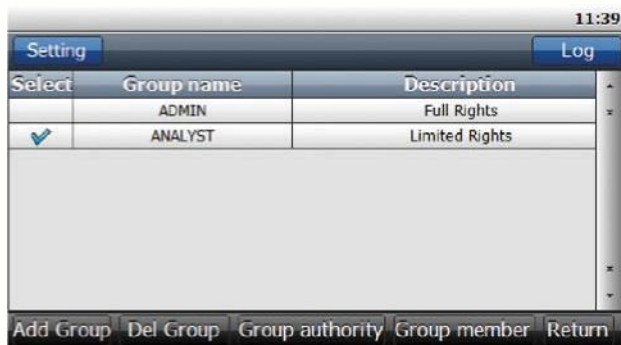 11:39
Setting Log
Select Group name Description
ADMIN Full Rights
ANALYST Limited Rights
Add Group Del Group Group authority Group member Return